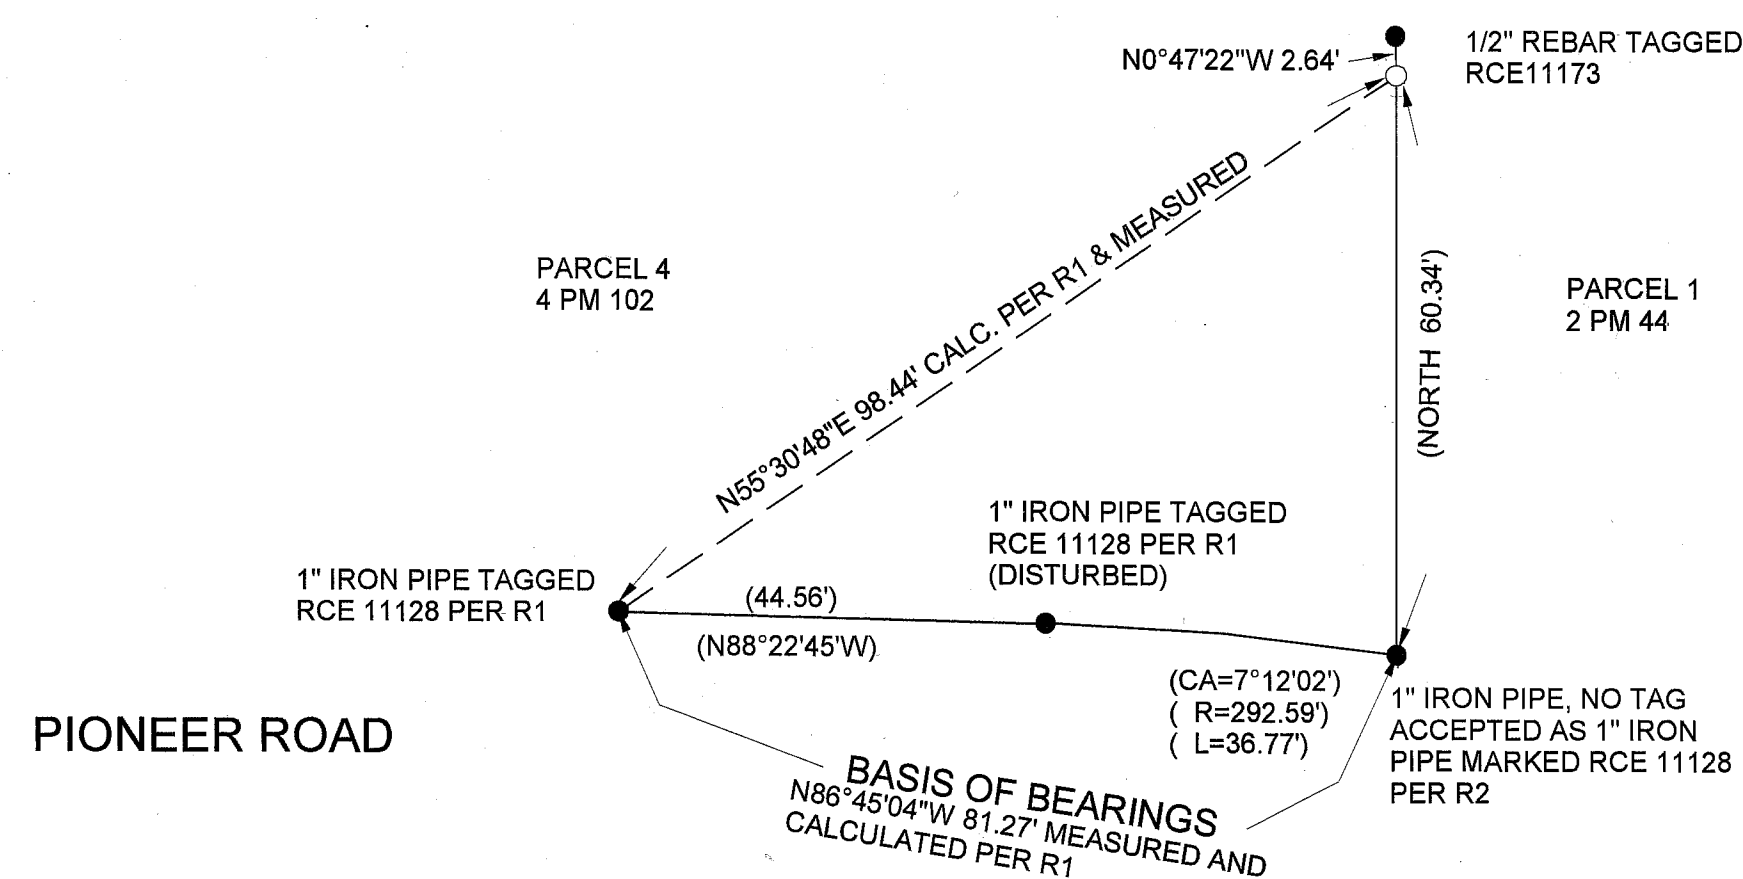 N0°47'22"W 2.64'
1/2" REBAR TAGGED
RCE11173
N55°30'48"E 98.44' CALC. PER R1 & MEASURED
PARCEL 4
4 PM 102
(NORTH 60.34')
PARCEL 1
2 PM 44
1" IRON PIPE TAGGED
RCE 11128 PER R1
(DISTURBED)
1" IRON PIPE TAGGED
RCE 11128 PER R1
(44.56')
(N88°22'45'W)
(CA=7°12'02')
( R=292.59')
( L=36.77')
1" IRON PIPE, NO TAG
ACCEPTED AS 1" IRON
PIPE MARKED RCE 11128
PER R2
PIONEER ROAD
BASIS OF BEARINGS
N86°45'04"W 81.27' MEASURED AND
CALCULATED PER R1